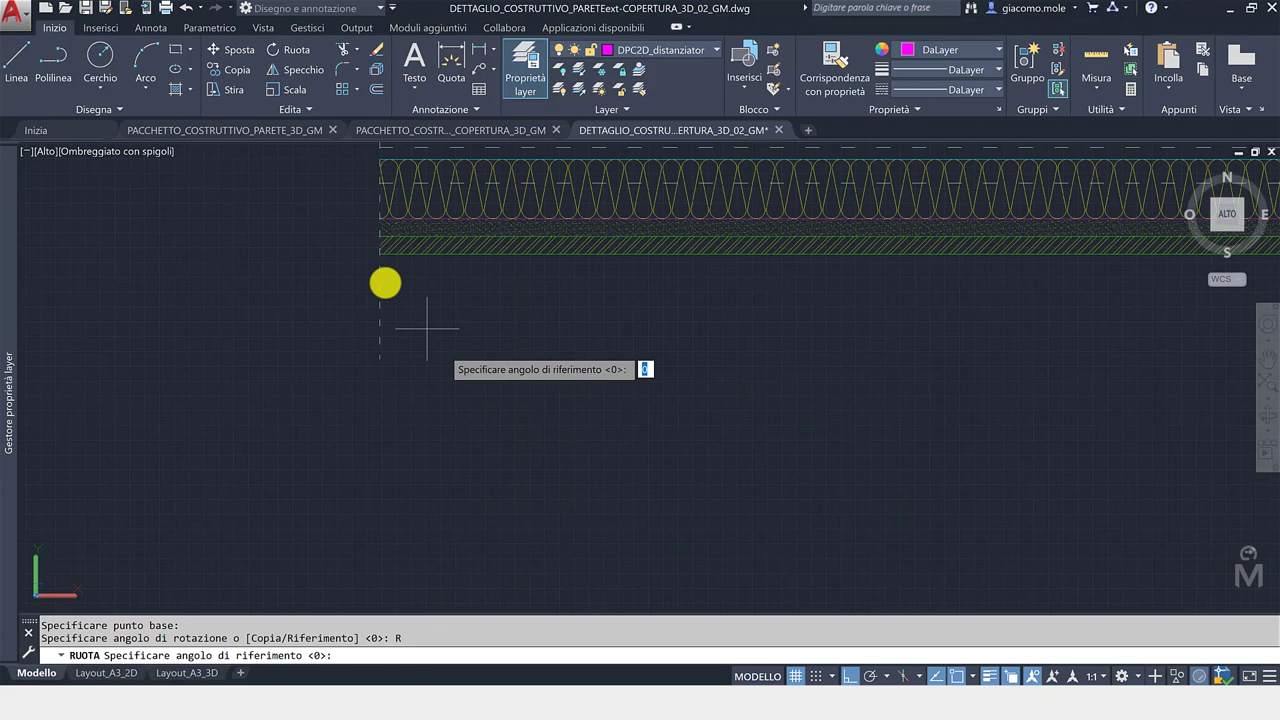 DETTAGLIO_COSTRUTTIVO_PARETEext-COPERTURA_3D_02_GM.dwg
Disegno e annotazione
Digitare parola chiave o frase
giacomo.mole
Inizio Inserisci Annota Parametrico Vista Gestisci Output Moduli aggiuntivi Collabora Applicazioni disponibili
Linea Polilinea Cerchio Arco
Sposta Ruota
Copia Specchio
Stira Scala
Testo Quota
Proprietà layer
DPC2D_distanziator
Inserisci
Corrispondenza con proprietà
DaLayer
DaLayer
DaLayer
Gruppo Misura Incolla Base
Disegna Edita Annotazione Layer Blocco Proprietà Gruppi Utilità Appunti Vista
Inizia PACCHETTO_COSTRUTTIVO_PARETE_3D_GM PACCHETTO_COSTR..._COPERTURA_3D_GM DETTAGLIO_COSTRU...ERTURA_3D_02_GM*
[−][Alto][Ombreggiato con spigoli]
N
O ALTO E
S
WCS
Gestore proprietà layer
Specificare angolo di riferimento <0>: 0
Y
X
M
Specificare punto base:
Specificare angolo di rotazione o [Copia/Riferimento] <0>: R
RUOTA Specificare angolo di riferimento <0>:
Modello Layout_A3_2D Layout_A3_3D
MODELLO 1:1